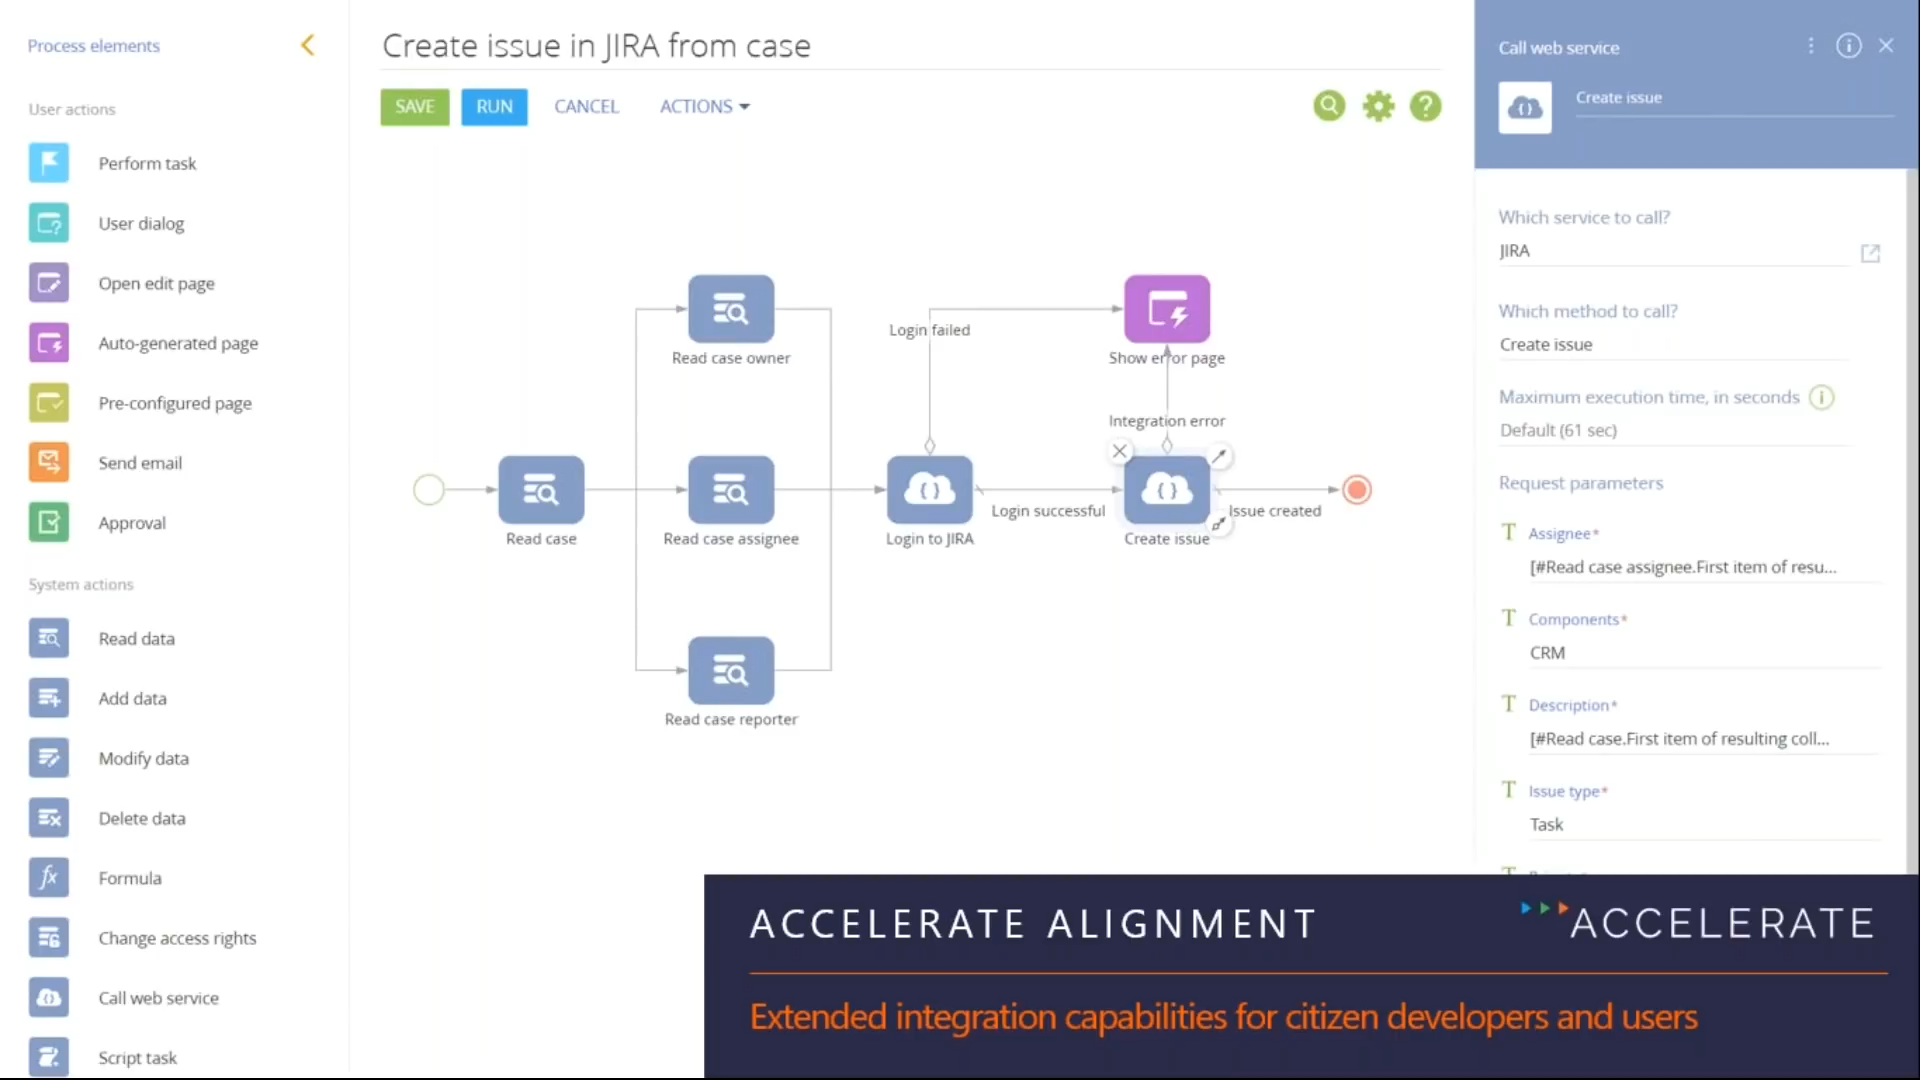 Process elements
User actions
Perform task
User dialog
Open edit page
Auto-generated page
Pre-configured page
Send email
Approval
System actions
Read data
Add data
Modify data
Delete data
Formula
Change access rights
Call web service
Script task
Create issue in JIRA from case
SAVE RUN CANCEL ACTIONS
Read case owner
Login failed
Show error page
Integration error
Read case
Read case assignee
Login to JIRA
Login successful
Create issue
Issue created
Read case reporter
Call web service
Create issue
Which service to call?
JIRA
Which method to call?
Create issue
Maximum execution time, in seconds
Default (61 sec)
Request parameters
T Assignee*
[#Read case assignee.First item of resu...
T Components*
CRM
T Description*
[#Read case.First item of resulting coll...
T Issue type*
Task
ACCELERATE ALIGNMENT
ACCELERATE
Extended integration capabilities for citizen developers and users